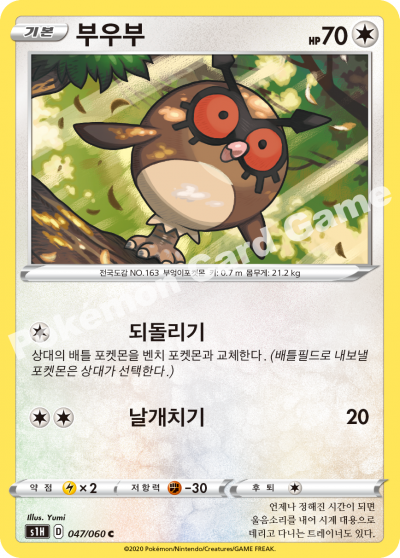 기본 부우부 HP 70
전국도감 NO.163 부엉이포켓몬 키: 0.7 m 몸무게: 21.2 kg
Pokémon Card Game
되돌리기
상대의 배틀 포켓몬을 벤치 포켓몬과 교체한다. (배틀필드로 내보낼
포켓몬은 상대가 선택한다.)
날개치기 20
약점 ×2 저항력 -30 후퇴
Illus. Yumi
s1H D 047/060 C
언제나 정해진 시간이 되면
울음소리를 내어 시계 대용으로
데리고 다니는 트레이너도 있다.
©2020 Pokémon/Nintendo/Creatures/GAME FREAK.